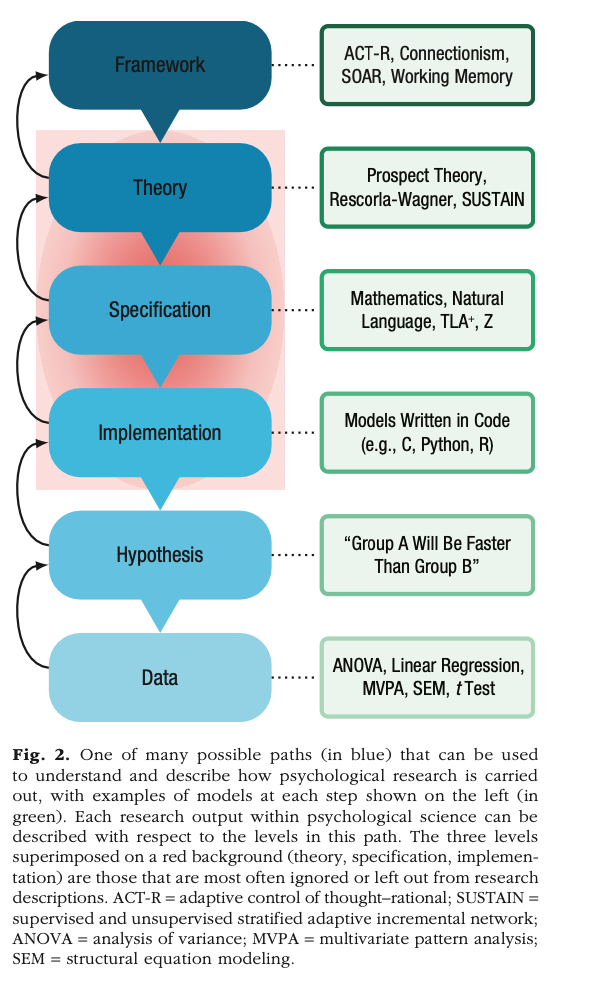 Framework
ACT-R, Connectionism,
SOAR, Working Memory
Theory
Prospect Theory,
Rescorla-Wagner, SUSTAIN
Specification
Mathematics, Natural
Language, TLA⁺, Z
Implementation
Models Written in Code
(e.g., C, Python, R)
Hypothesis
“Group A Will Be Faster
Than Group B”
Data
ANOVA, Linear Regression,
MVPA, SEM, t Test
Fig. 2. One of many possible paths (in blue) that can be used
to understand and describe how psychological research is carried
out, with examples of models at each step shown on the left (in
green). Each research output within psychological science can be
described with respect to the levels in this path. The three levels
superimposed on a red background (theory, specification, implemen-
tation) are those that are most often ignored or left out from research
descriptions. ACT-R = adaptive control of thought–rational; SUSTAIN =
supervised and unsupervised stratified adaptive incremental network;
ANOVA = analysis of variance; MVPA = multivariate pattern analysis;
SEM = structural equation modeling.